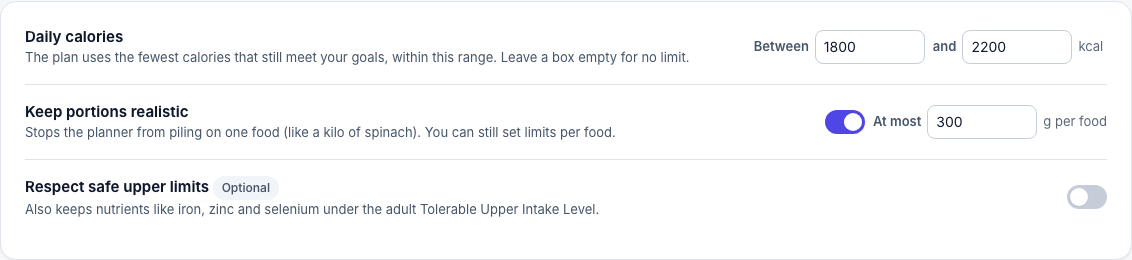 Daily calories
The plan uses the fewest calories that still meet your goals, within this range. Leave a box empty for no limit.
Between 1800 and 2200 kcal
Keep portions realistic
Stops the planner from piling on one food (like a kilo of spinach). You can still set limits per food.
At most 300 g per food
Respect safe upper limits Optional
Also keeps nutrients like iron, zinc and selenium under the adult Tolerable Upper Intake Level.